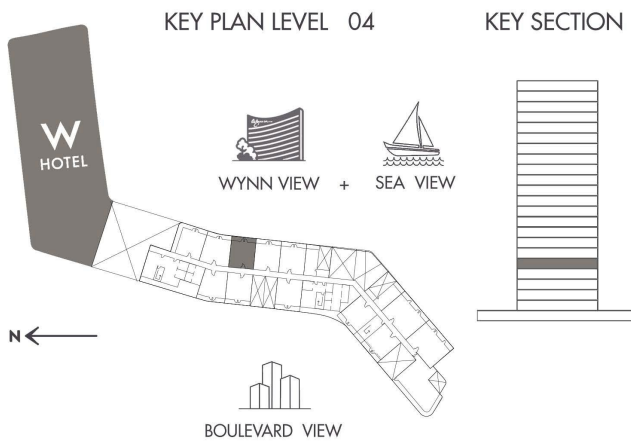 KEY PLAN LEVEL 04
KEY SECTION
W
HOTEL
WYNN VIEW + SEA VIEW
N
BOULEVARD VIEW